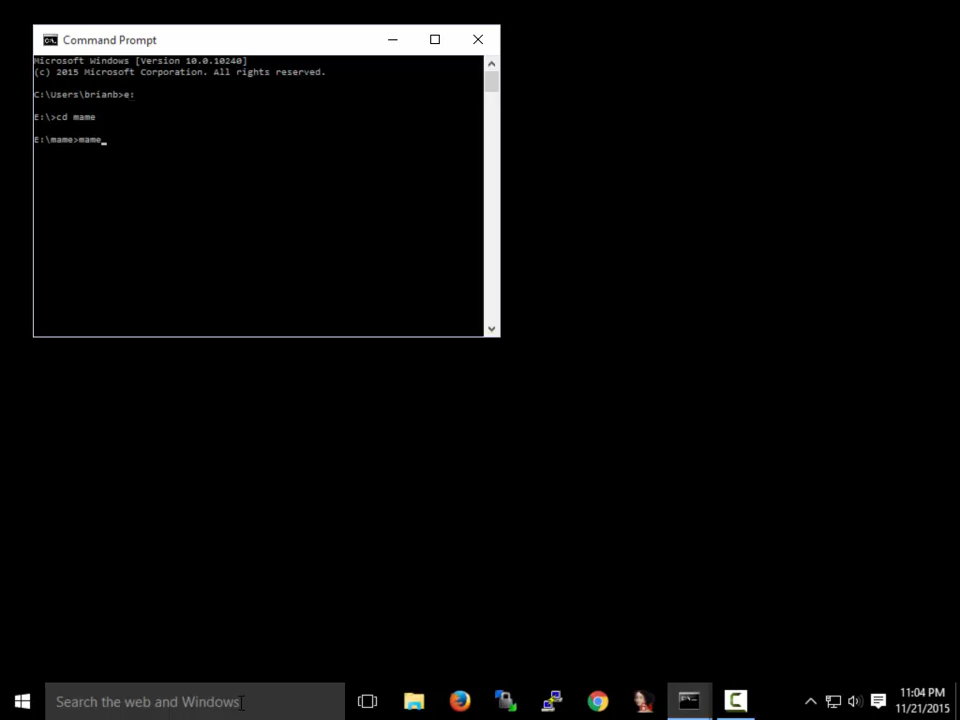 Command Prompt
Microsoft Windows [Version 10.0.10240]
(c) 2015 Microsoft Corporation. All rights reserved.
C:\Users\brianb>e:
E:\>cd mame
E:\mame>mame_
Search the web and Windows
11:04 PM
11/21/2015